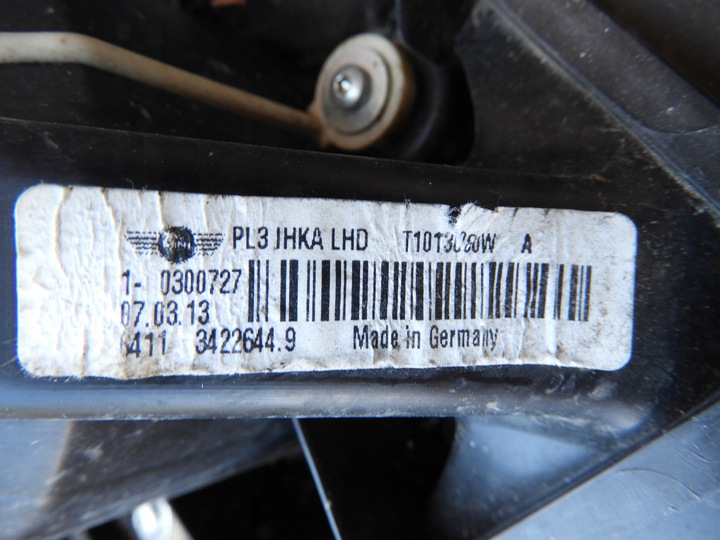 PL3 IHKA LHD A
1- 0300727
07.03.13
6411 3422644.9 Made in Germany